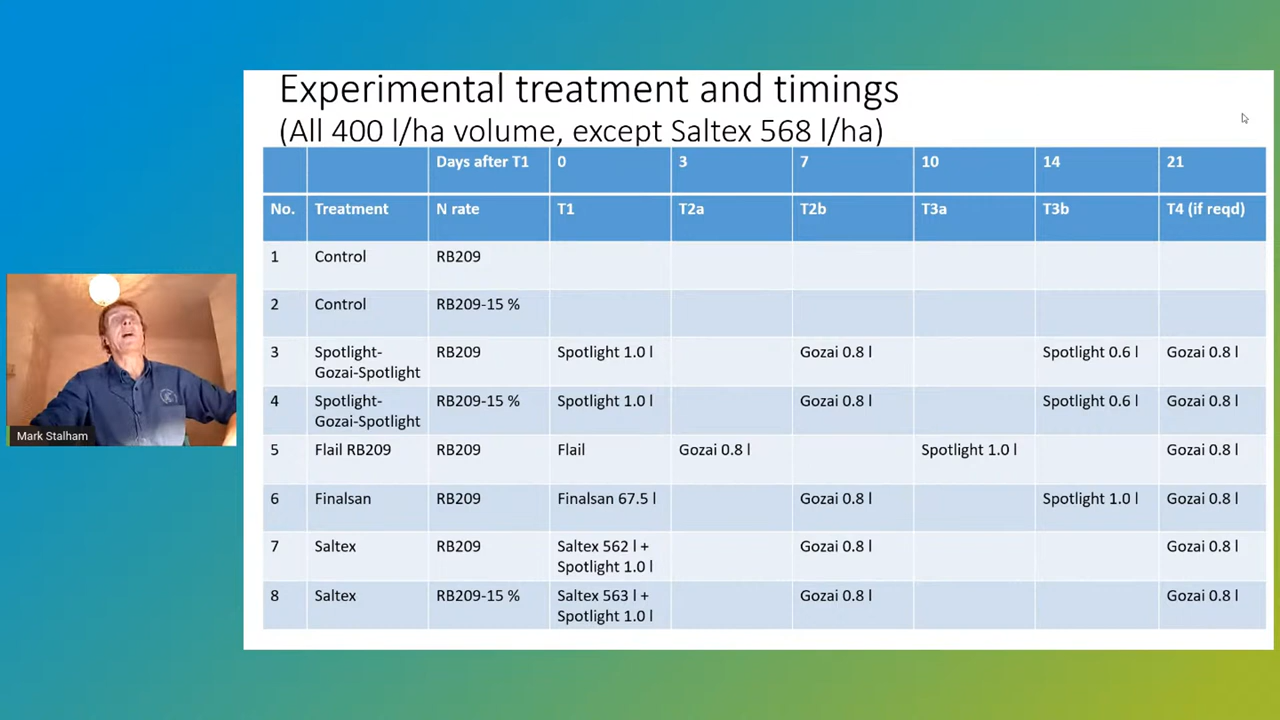 Experimental treatment and timings
(All 400 l/ha volume, except Saltex 568 l/ha)
Days after T1 0 3 7 10 14 21
No. Treatment N rate T1 T2a T2b T3a T3b T4 (if reqd)
1 Control RB209
2 Control RB209-15 %
3 Spotlight- RB209 Spotlight 1.0 l Gozai 0.8 l Spotlight 0.6 l Gozai 0.8 l
Gozai-Spotlight
4 Spotlight- RB209-15 % Spotlight 1.0 l Gozai 0.8 l Spotlight 0.6 l Gozai 0.8 l
Gozai-Spotlight
5 Flail RB209 RB209 Flail Gozai 0.8 l Spotlight 1.0 l Gozai 0.8 l
6 Finalsan RB209 Finalsan 67.5 l Gozai 0.8 l Spotlight 1.0 l Gozai 0.8 l
7 Saltex RB209 Saltex 562 l + Gozai 0.8 l Gozai 0.8 l
Spotlight 1.0 l
8 Saltex RB209-15 % Saltex 563 l + Gozai 0.8 l Gozai 0.8 l
Spotlight 1.0 l
Mark Stalham